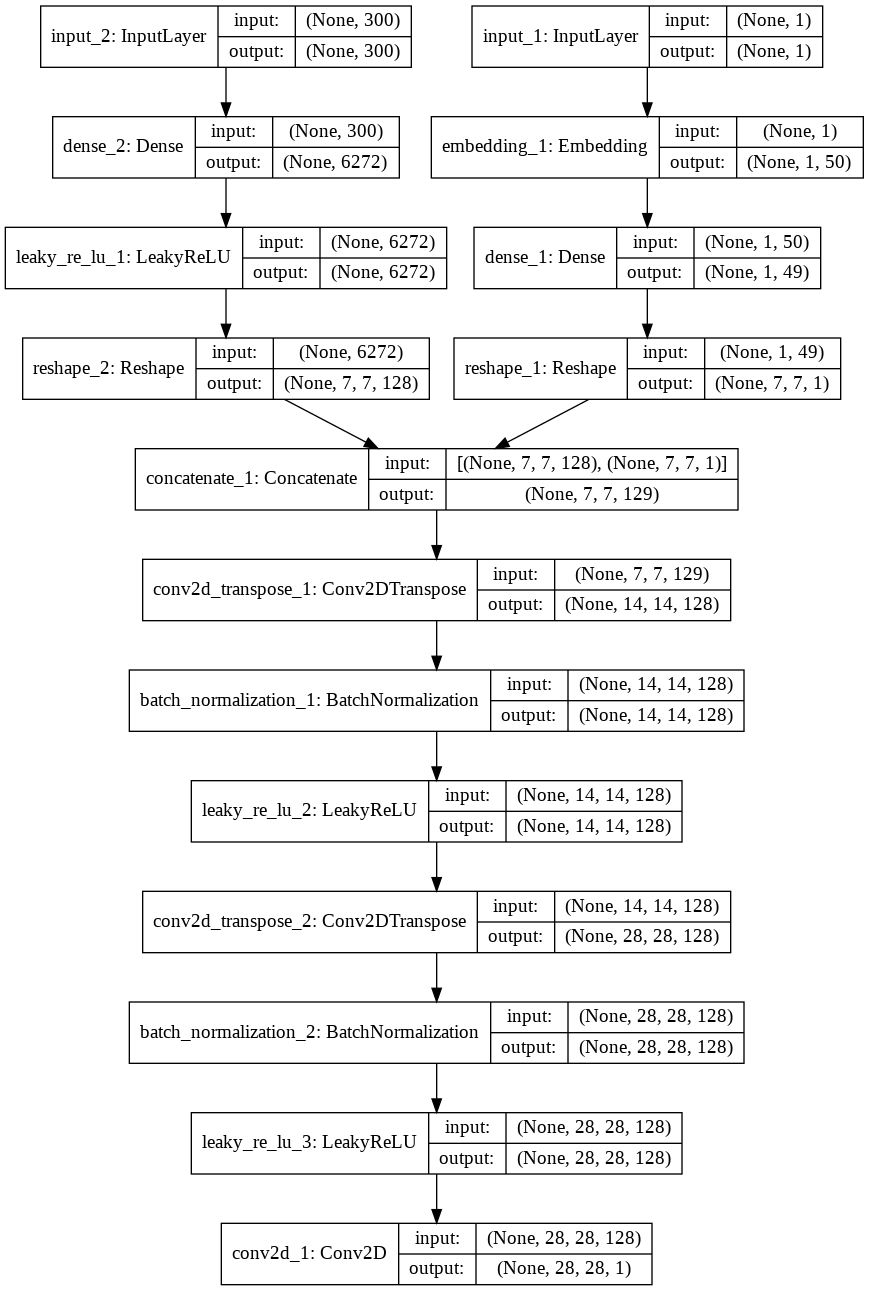 input_2: InputLayer
input: (None, 300)
output: (None, 300)
input_1: InputLayer
input: (None, 1)
output: (None, 1)
dense_2: Dense
input: (None, 300)
output: (None, 6272)
embedding_1: Embedding
input: (None, 1)
output: (None, 1, 50)
leaky_re_lu_1: LeakyReLU
input: (None, 6272)
output: (None, 6272)
dense_1: Dense
input: (None, 1, 50)
output: (None, 1, 49)
reshape_2: Reshape
input: (None, 6272)
output: (None, 7, 7, 128)
reshape_1: Reshape
input: (None, 1, 49)
output: (None, 7, 7, 1)
concatenate_1: Concatenate
input: [(None, 7, 7, 128), (None, 7, 7, 1)]
output: (None, 7, 7, 129)
conv2d_transpose_1: Conv2DTranspose
input: (None, 7, 7, 129)
output: (None, 14, 14, 128)
batch_normalization_1: BatchNormalization
input: (None, 14, 14, 128)
output: (None, 14, 14, 128)
leaky_re_lu_2: LeakyReLU
input: (None, 14, 14, 128)
output: (None, 14, 14, 128)
conv2d_transpose_2: Conv2DTranspose
input: (None, 14, 14, 128)
output: (None, 28, 28, 128)
batch_normalization_2: BatchNormalization
input: (None, 28, 28, 128)
output: (None, 28, 28, 128)
leaky_re_lu_3: LeakyReLU
input: (None, 28, 28, 128)
output: (None, 28, 28, 128)
conv2d_1: Conv2D
input: (None, 28, 28, 128)
output: (None, 28, 28, 1)